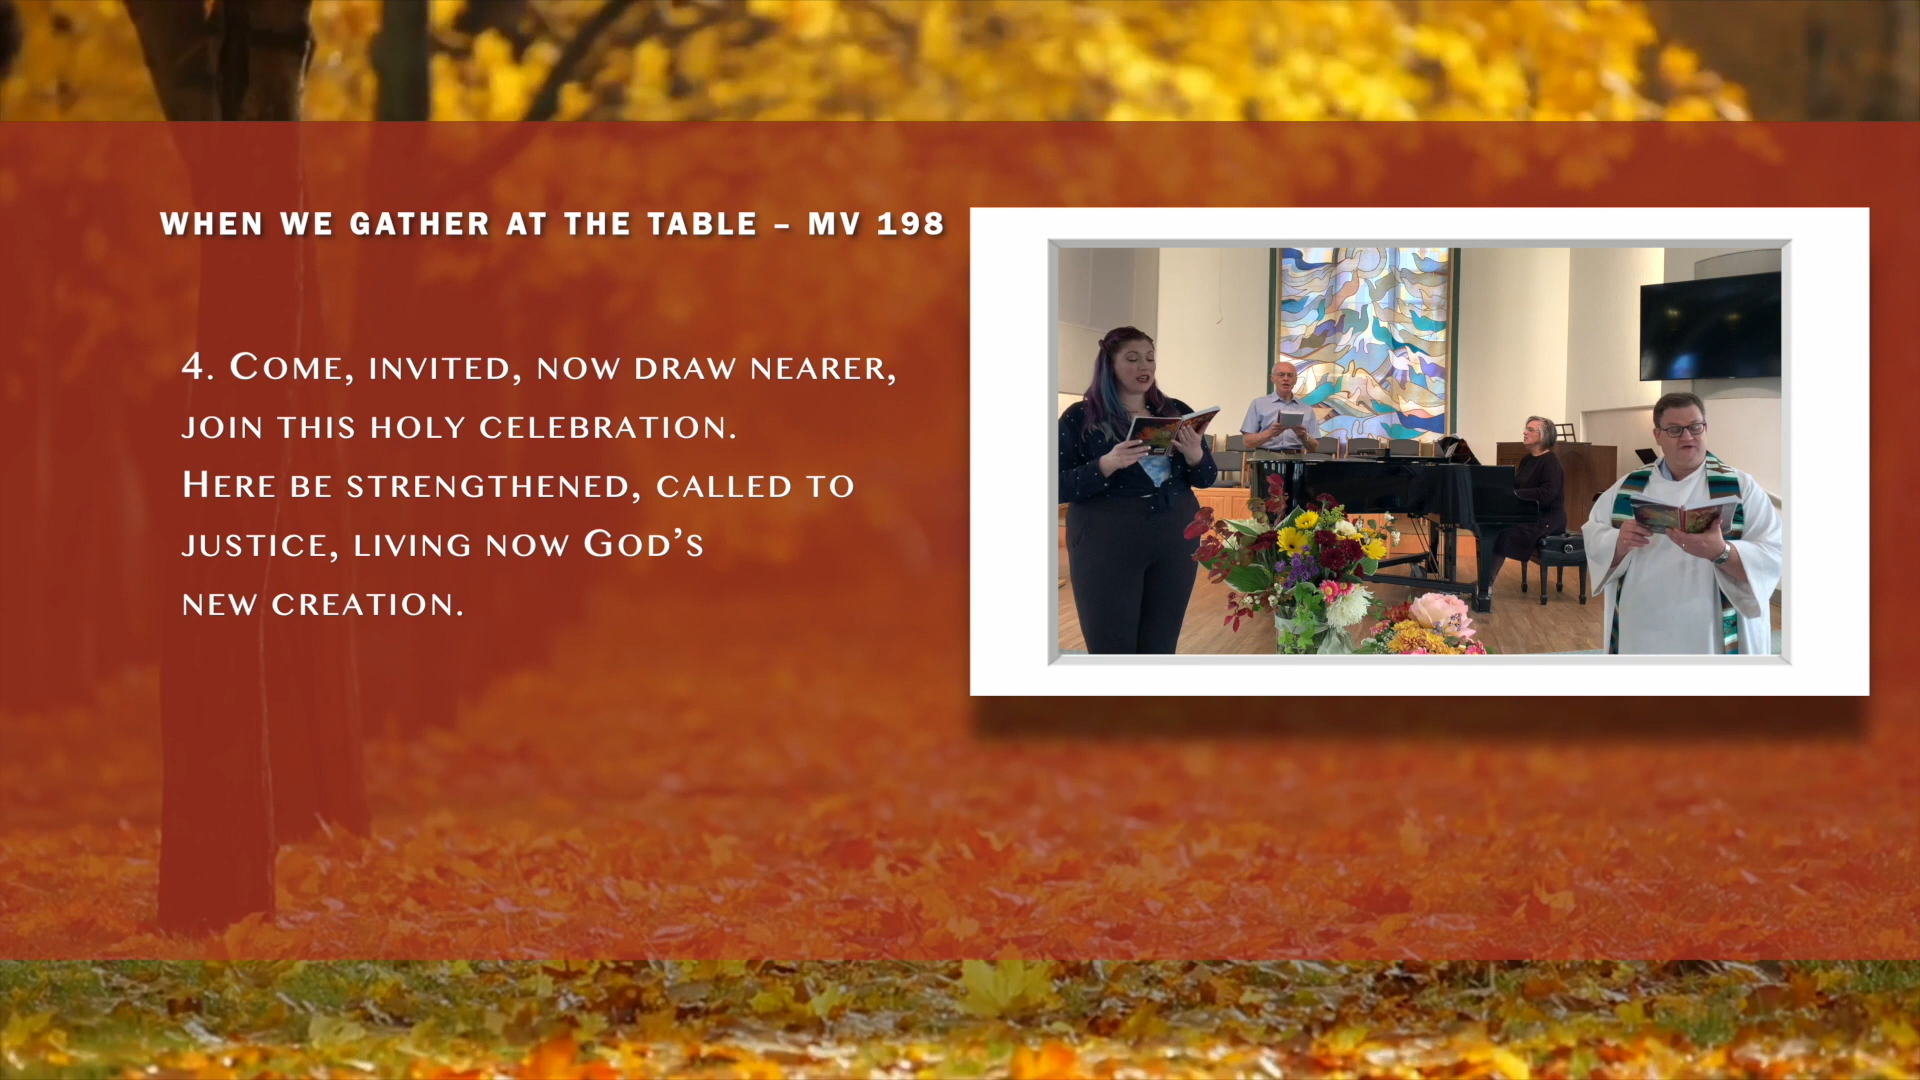 WHEN WE GATHER AT THE TABLE – MV 198
4. Come, invited, now draw nearer,
join this holy celebration.
Here be strengthened, called to
justice, living now God’s
new creation.